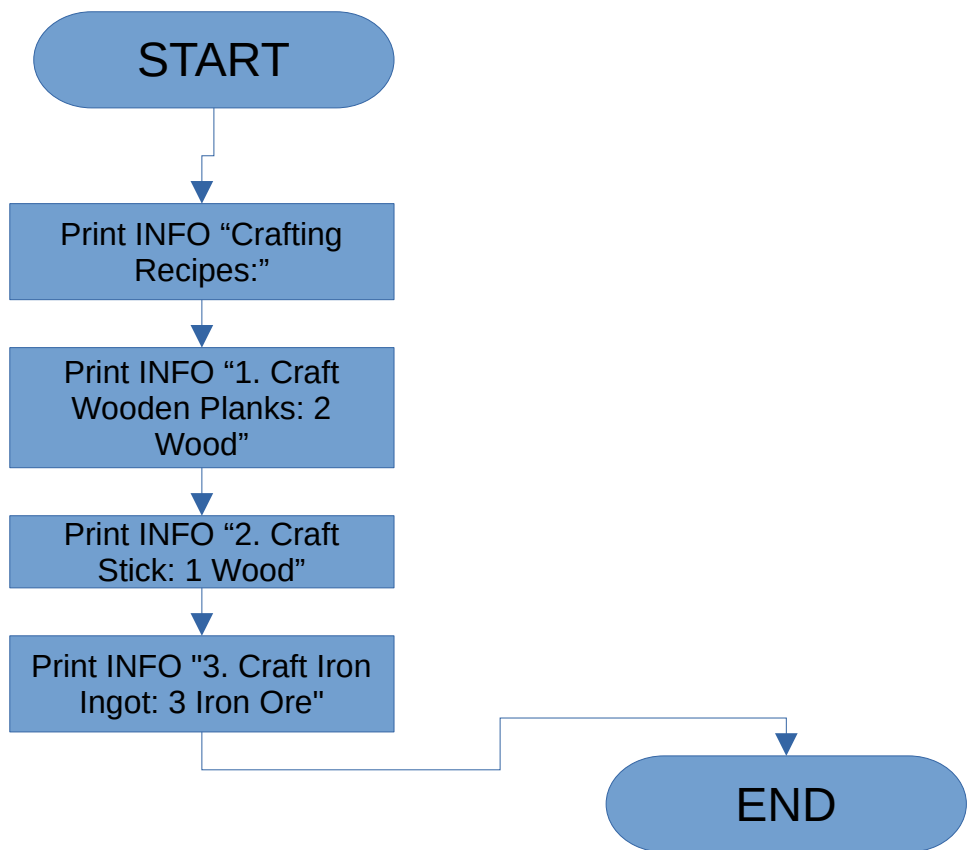 START
Print INFO “Crafting
Recipes:”
Print INFO “1. Craft
Wooden Planks: 2
Wood”
Print INFO “2. Craft
Stick: 1 Wood”
Print INFO "3. Craft Iron
Ingot: 3 Iron Ore"
END